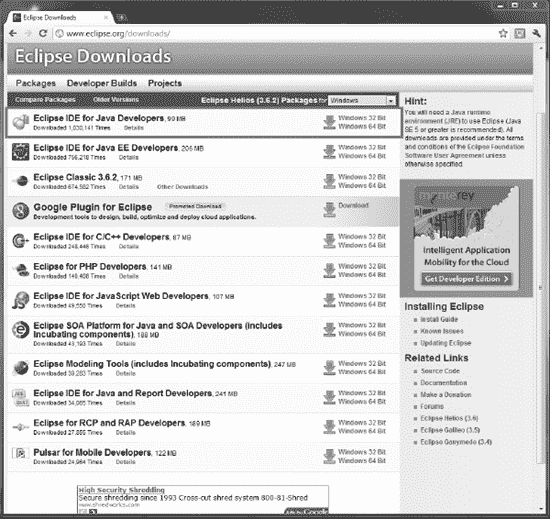 Eclipse Downloads
www.eclipse.org/downloads/
Eclipse Downloads
Packages Developer Builds Projects
Compare Packages Older Versions Eclipse Helios (3.6.2) Packages for Windows
Eclipse IDE for Java Developers, 99 MB
Downloaded 1,030,141 Times Details
Windows 32 Bit
Windows 64 Bit
Eclipse IDE for Java EE Developers, 206 MB
Downloaded 756,218 Times Details
Windows 32 Bit
Windows 64 Bit
Eclipse Classic 3.6.2, 171 MB
Downloaded 674,582 Times Details Other Downloads
Windows 32 Bit
Windows 64 Bit
Google Plugin for Eclipse Promoted Download
Development tools to design, build, optimize and deploy cloud applications.
Download
Eclipse IDE for C/C++ Developers, 87 MB
Downloaded 248,446 Times Details
Windows 32 Bit
Windows 64 Bit
Eclipse for PHP Developers, 141 MB
Downloaded 140,408 Times Details
Windows 32 Bit
Windows 64 Bit
Eclipse IDE for JavaScript Web Developers, 107 MB
Downloaded 49,550 Times Details
Windows 32 Bit
Windows 64 Bit
Eclipse SOA Platform for Java and SOA Developers (includes
Incubating components), 188 MB
Downloaded 43,193 Times Details
Windows 32 Bit
Windows 64 Bit
Eclipse Modeling Tools (includes Incubating components), 247 MB
Downloaded 39,283 Times Details
Windows 32 Bit
Windows 64 Bit
Eclipse IDE for Java and Report Developers, 241 MB
Downloaded 34,065 Times Details
Windows 32 Bit
Windows 64 Bit
Eclipse for RCP and RAP Developers, 189 MB
Downloaded 27,855 Times Details
Windows 32 Bit
Windows 64 Bit
Pulsar for Mobile Developers, 122 MB
Downloaded 24,964 Times Details
Windows 32 Bit
Windows 64 Bit
High Security Shredding
Secure shredding since 1993 Cross-cut shred system 800-81-Shred
www.shredworks.com
Google
Hint:
You will need a Java runtime
environment (JRE) to use Eclipse (Java
SE 5 or greater is recommended). All
downloads are provided under the terms
and conditions of the Eclipse Foundation
Software User Agreement unless
otherwise specified.
Intelligent Application
Mobility for the Cloud
Get Developer Edition
Installing Eclipse
Install Guide
Known Issues
Updating Eclipse
Related Links
Source Code
Documentation
Make a Donation
Forums
Eclipse Helios (3.6)
Eclipse Galileo (3.5)
Eclipse Ganymede (3.4)